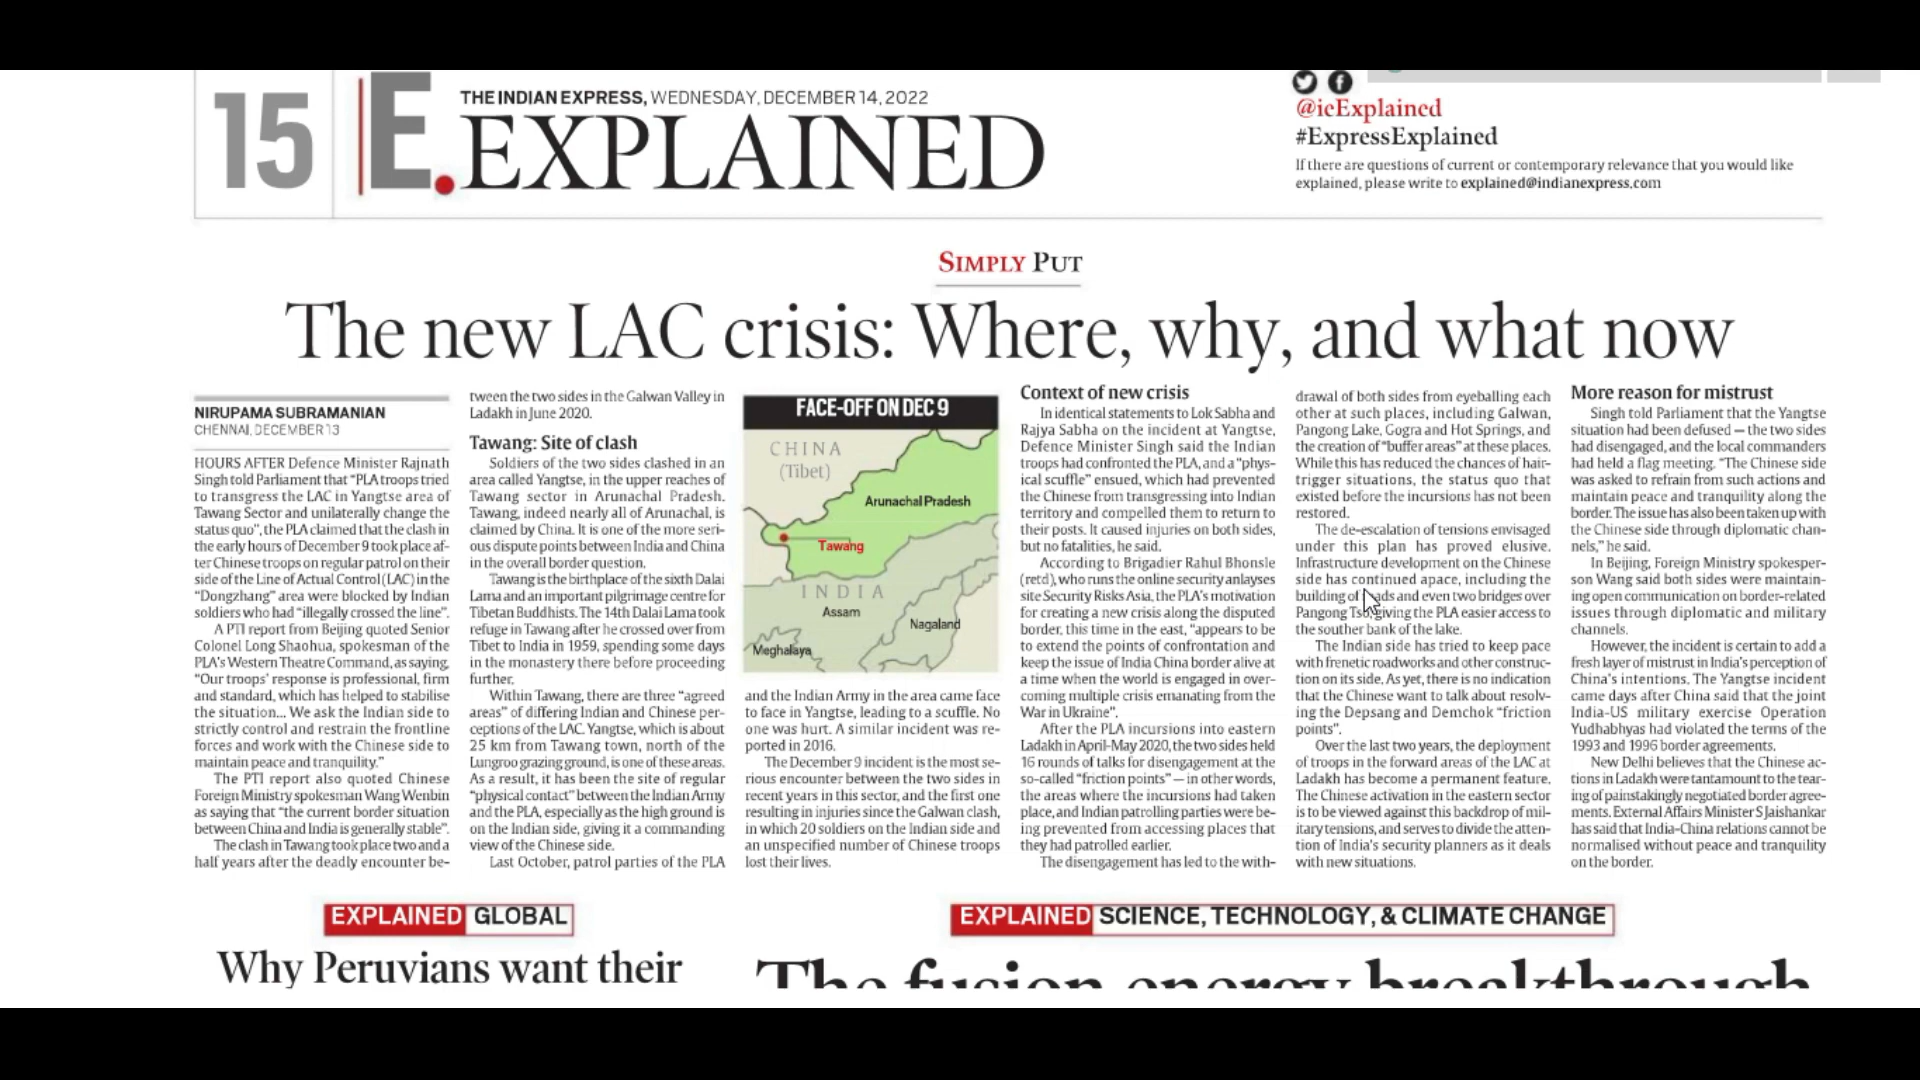 15
E.
THE INDIAN EXPRESS, WEDNESDAY, DECEMBER 14, 2022
EXPLAINED
@ieExplained
#ExpressExplained
If there are questions of current or contemporary relevance that you would like
explained, please write to explained@indianexpress.com
SIMPLY PUT
The new LAC crisis: Where, why, and what now
NIRUPAMA SUBRAMANIAN
CHENNAI, DECEMBER 13
HOURS AFTER Defence Minister Rajnath
Singh told Parliament that "PLA troops tried
to transgress the LAC in Yangtse area of
Tawang Sector and unilaterally change the
status quo", the PLA claimed that the clash in
the early hours of December 9 took place af-
ter Chinese troops on regular patrol on their
side of the Line of Actual Control (LAC) in the
"Dongzhang" area were blocked by Indian
soldiers who had "illegally crossed the line".
A PTI report from Beijing quoted Senior
Colonel Long Shaohua, spokesman of the
PLA's Western Theatre Command, as saying,
"Our troops' response is professional, firm
and standard, which has helped to stabilise
the situation... We ask the Indian side to
strictly control and restrain the frontline
forces and work with the Chinese side to
maintain peace and tranquility."
The PTI report also quoted Chinese
Foreign Ministry spokesman Wang Wenbin
as saying that "the current border situation
between China and India is generally stable".
The clash in Tawang took place two and a
half years after the deadly encounter be-
tween the two sides in the Galwan Valley in
Ladakh in June 2020.
Tawang: Site of clash
Soldiers of the two sides clashed in an
area called Yangtse, in the upper reaches of
Tawang sector in Arunachal Pradesh.
Tawang, indeed nearly all of Arunachal, is
claimed by China. It is one of the more seri-
ous dispute points between India and China
in the overall border question.
Tawang is the birthplace of the sixth Dalai
Lama and an important pilgrimage centre for
Tibetan Buddhists. The 14th Dalai Lama took
refuge in Tawang after he crossed over from
Tibet to India in 1959, spending some days
in the monastery there before proceeding
further.
Within Tawang, there are three "agreed
areas" of differing Indian and Chinese per-
ceptions of the LAC. Yangtse, which is about
25 km from Tawang town, north of the
Lungroo grazing ground, is one of these areas.
As a result, it has been the site of regular
"physical contact" between the Indian Army
and the PLA, especially as the high ground is
on the Indian side, giving it a commanding
view of the Chinese side.
Last October, patrol parties of the PLA
FACE-OFF ON DEC 9
CHINA
(Tibet)
Arunachal Pradesh
Tawang
INDIA
Assam
Nagaland
Meghalaya
and the Indian Army in the area came face
to face in Yangtse, leading to a scuffle. No
one was hurt. A similar incident was re-
ported in 2016.
The December 9 incident is the most se-
rious encounter between the two sides in
recent years in this sector, and the first one
resulting in injuries since the Galwan clash,
in which 20 soldiers on the Indian side and
an unspecified number of Chinese troops
lost their lives.
Context of new crisis
In identical statements to Lok Sabha and
Rajya Sabha on the incident at Yangtse,
Defence Minister Singh said the Indian
troops had confronted the PLA, and a "phys-
ical scuffle" ensued, which had prevented
the Chinese from transgressing into Indian
territory and compelled them to return to
their posts. It caused injuries on both sides,
but no fatalities, he said.
According to Brigadier Rahul Bhonsle
(retd), who runs the online security anlayses
site Security Risks Asia, the PLA's motivation
for creating a new crisis along the disputed
border, this time in the east, "appears to be
to extend the points of confrontation and
keep the issue of India China border alive at
a time when the world is engaged in over-
coming multiple crisis emanating from the
War in Ukraine".
After the PLA incursions into eastern
Ladakh in April-May 2020, the two sides held
16 rounds of talks for disengagement at the
so-called "friction points" — in other words,
the areas where the incursions had taken
place, and Indian patrolling parties were be-
ing prevented from accessing places that
they had patrolled earlier.
The disengagement has led to the with-
drawal of both sides from eyeballing each
other at such places, including Galwan,
Pangong Lake, Gogra and Hot Springs, and
the creation of "buffer areas" at these places.
While this has reduced the chances of hair-
trigger situations, the status quo that
existed before the incursions has not been
restored.
The de-escalation of tensions envisaged
under this plan has proved elusive.
Infrastructure development on the Chinese
side has continued apace, including the
building of roads and even two bridges over
Pangong Tso, giving the PLA easier access to
the souther bank of the lake.
The Indian side has tried to keep pace
with frenetic roadworks and other construc-
tion on its side. As yet, there is no indication
that the Chinese want to talk about resolv-
ing the Depsang and Demchok "friction
points".
Over the last two years, the deployment
of troops in the forward areas of the LAC at
Ladakh has become a permanent feature.
The Chinese activation in the eastern sector
is to be viewed against this backdrop of mil-
itary tensions, and serves to divide the atten-
tion of India's security planners as it deals
with new situations.
More reason for mistrust
Singh told Parliament that the Yangtse
situation had been defused — the two sides
had disengaged, and the local commanders
had held a flag meeting. "The Chinese side
was asked to refrain from such actions and
maintain peace and tranquility along the
border. The issue has also been taken up with
the Chinese side through diplomatic chan-
nels," he said.
In Beijing, Foreign Ministry spokesper-
son Wang said both sides were maintain-
ing open communication on border-related
issues through diplomatic and military
channels.
However, the incident is certain to add a
fresh layer of mistrust in India's perception of
China's intentions. The Yangtse incident
came days after China said that the joint
India-US military exercise Operation
Yudhabhyas had violated the terms of the
1993 and 1996 border agreements.
New Delhi believes that the Chinese ac-
tions in Ladakh were tantamount to the tear-
ing of painstakingly negotiated border agree-
ments. External Affairs Minister S Jaishankar
has said that India-China relations cannot be
normalised without peace and tranquility
on the border.
EXPLAINED GLOBAL
Why Peruvians want their
EXPLAINED SCIENCE, TECHNOLOGY, & CLIMATE CHANGE
The fusion energy breakthrough